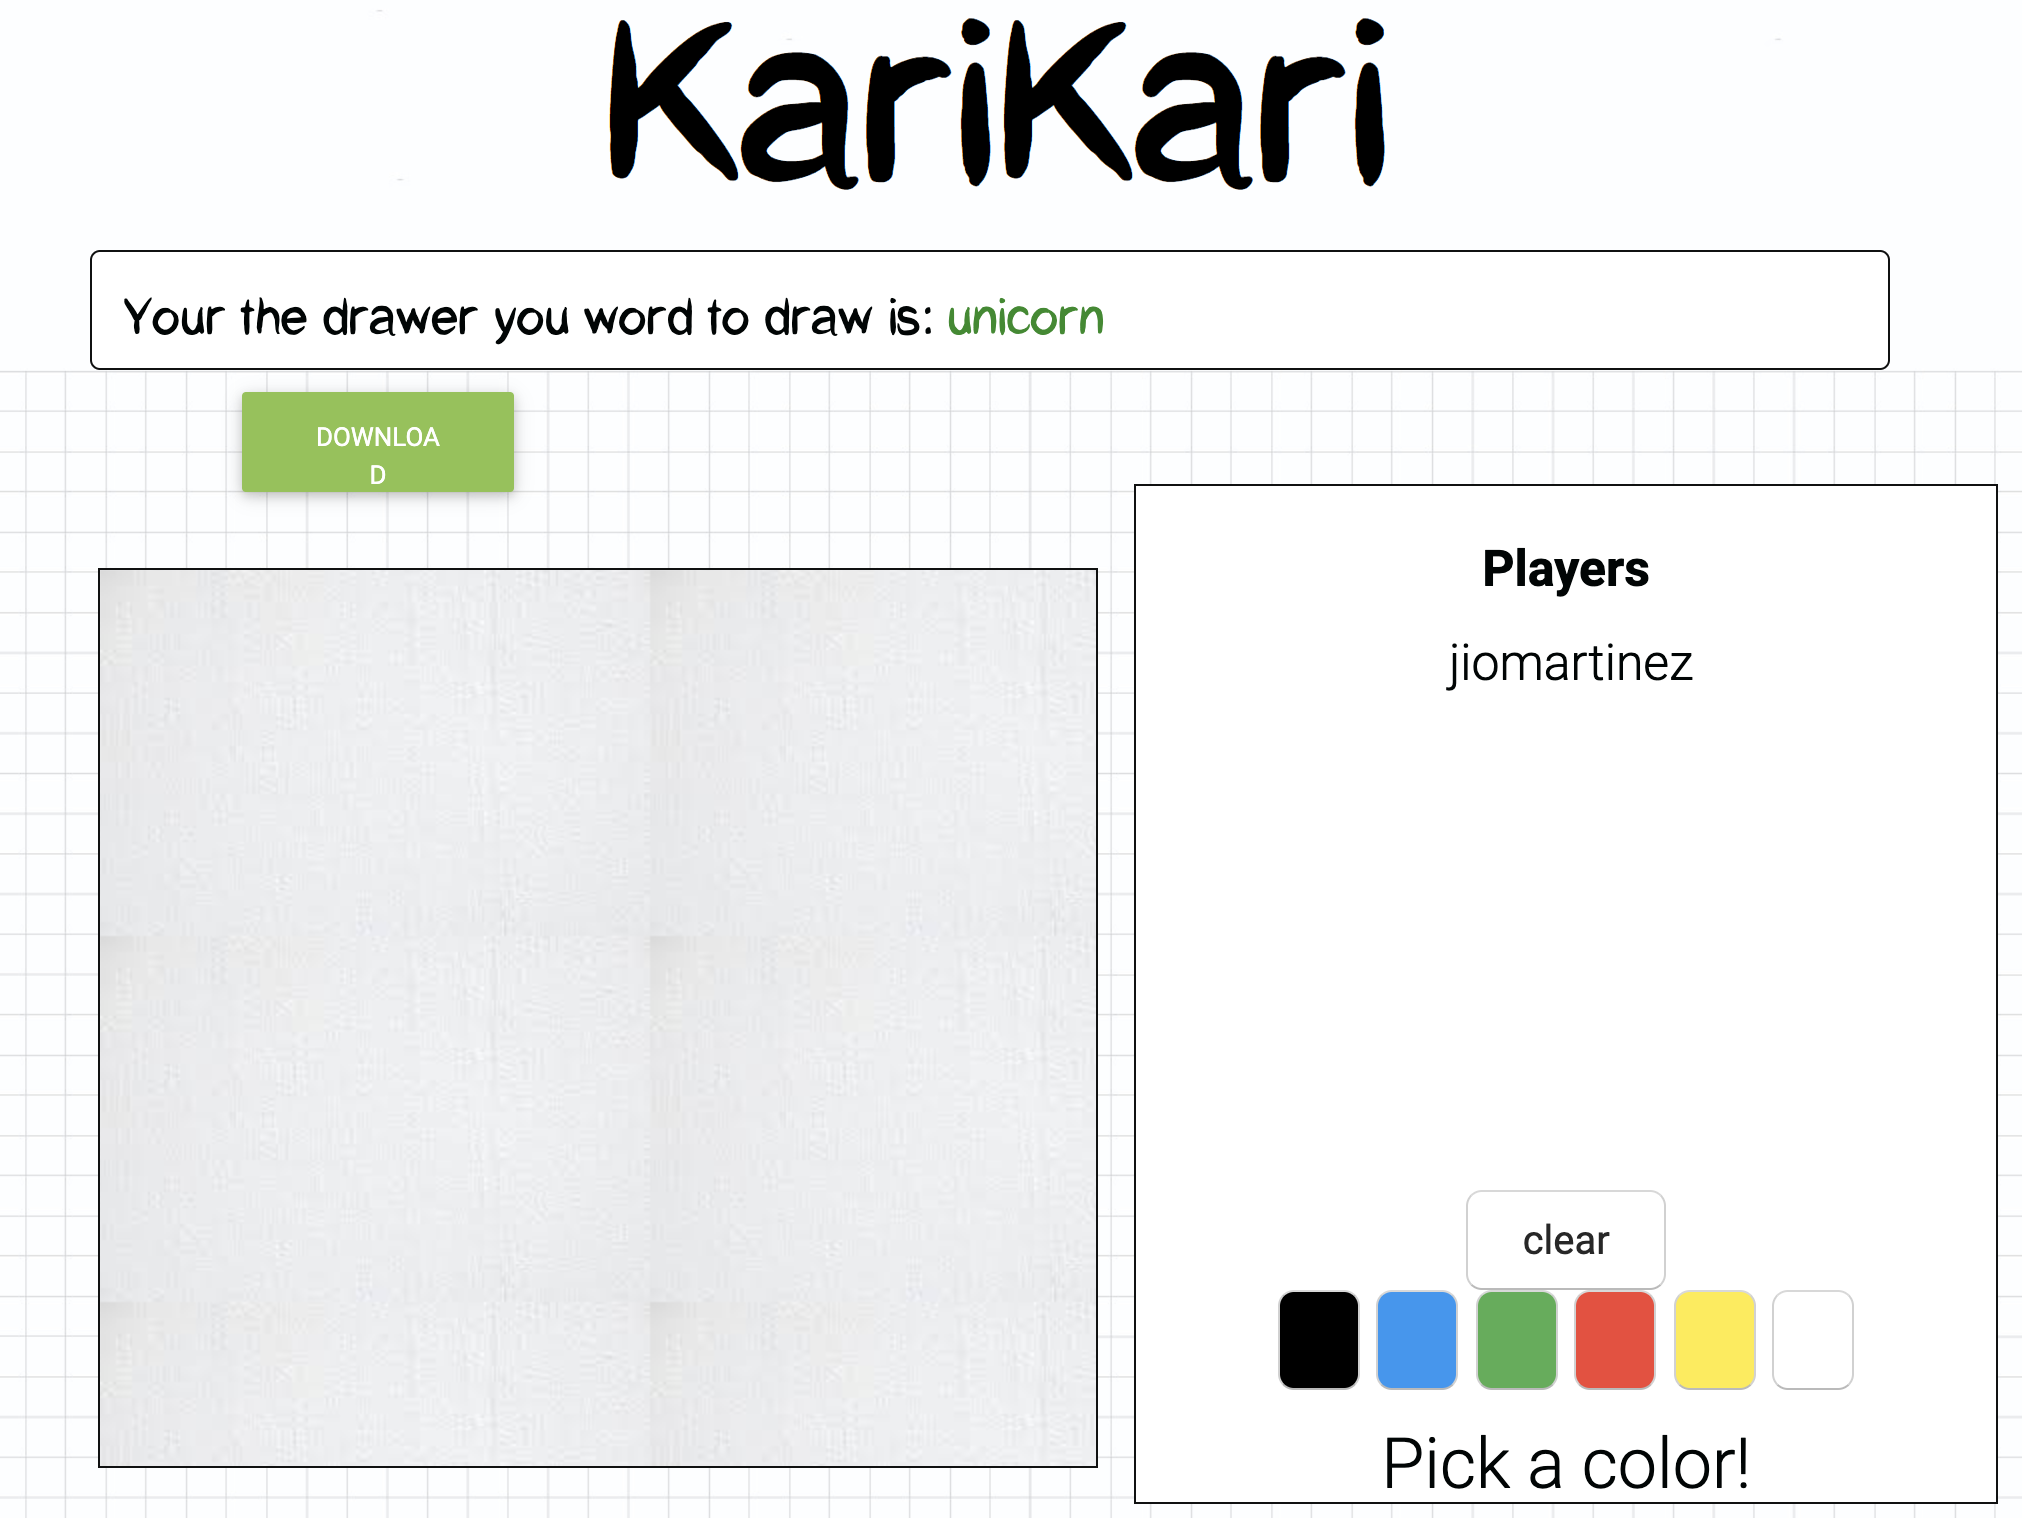 KariKari
Your the drawer you word to draw is: unicorn
DOWNLOA
D
Players
jiomartinez
clear
Pick a color!